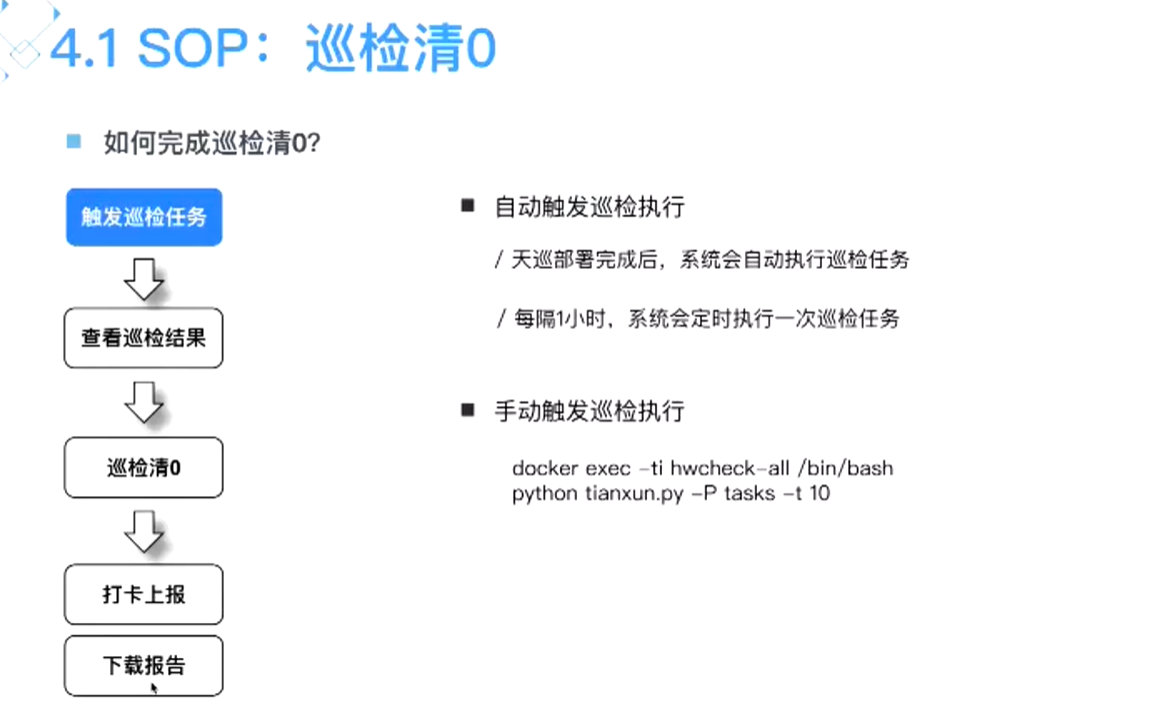 4.1 SOP：巡检清0
如何完成巡检清0?
触发巡检任务
查看巡检结果
巡检清0
打卡上报
下载报告
自动触发巡检执行
/ 天巡部署完成后，系统会自动执行巡检任务
/ 每隔1小时，系统会定时执行一次巡检任务
手动触发巡检执行
docker exec –ti hwcheck–all /bin/bash
python tianxun.py –P tasks –t 10